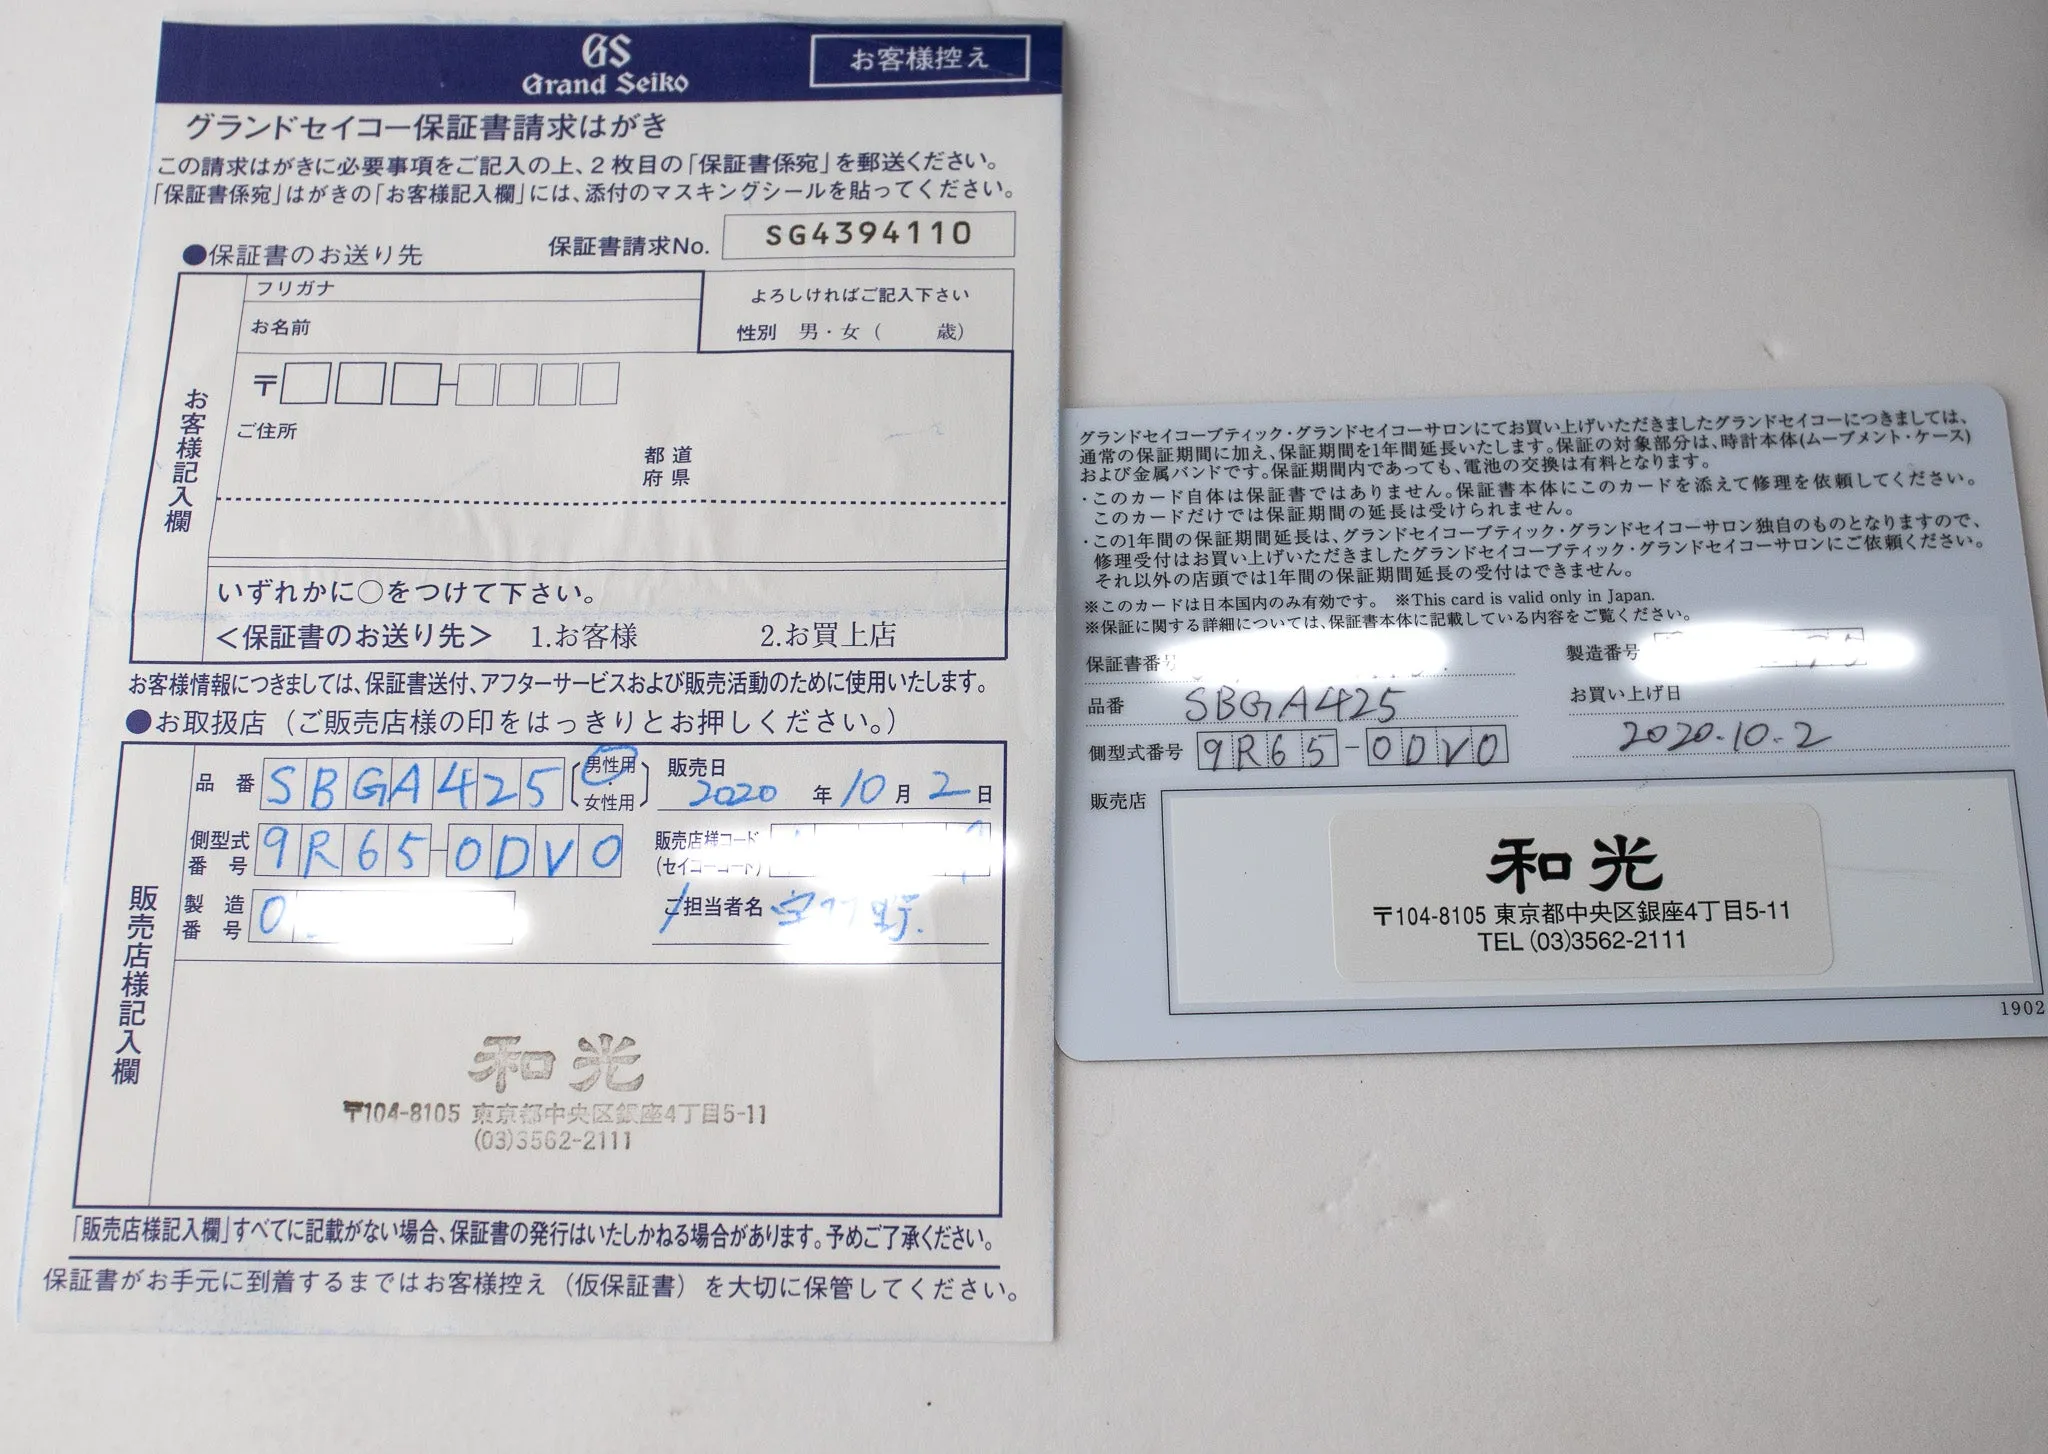 GS
Grand Seiko
お客様控え
グランドセイコー保証書請求はがき
この請求はがきに必要事項をご記入の上、2枚目の「保証書係宛」を郵送ください。
「保証書係宛」はがきの「お客様記入欄」には、添付のマスキングシールを貼ってください。
●保証書のお送り先
保証書請求No. SG4394110
お客様記入欄
フリガナ
お名前
よろしければご記入下さい
性別 男・女( 歳)
〒
ご住所
都道
府県
いずれかに○をつけて下さい。
<保証書のお送り先> 1.お客様 2.お買上店
お客様情報につきましては、保証書送付、アフターサービスおよび販売活動のために使用いたします。
●お取扱店(ご販売店様の印をはっきりとお押しください。)
販売店様記入欄
品番 SBGA425 (男性用・女性用)
販売日 2020年10月2日
側型式番号 9R65-0DV0
販売店様コード
(セイコーコード)
製造番号 0
ご担当者名
和光
〒104-8105 東京都中央区銀座4丁目5-11
(03)3562-2111
「販売店様記入欄」すべてに記載がない場合、保証書の発行はいたしかねる場合があります。予めご了承ください。
保証書がお手元に到着するまではお客様控え(仮保証書)を大切に保管してください。
グランドセイコーブティック・グランドセイコーサロンにてお買い上げいただきましたグランドセイコーにつきましては、
通常の保証期間に加え、保証期間を1年間延長いたします。保証の対象部分は、時計本体(ムーブメント・ケース)
および金属バンドです。保証期間内であっても、電池の交換は有料となります。
・このカード自体は保証書ではありません。保証書本体にこのカードを添えて修理を依頼してください。
このカードだけでは保証期間の延長は受けられません。
・この1年間の保証期間延長は、グランドセイコーブティック・グランドセイコーサロン独自のものとなりますので、
修理受付はお買い上げいただきましたグランドセイコーブティック・グランドセイコーサロンにご依頼ください。
それ以外の店頭では1年間の保証期間延長の受付はできません。
※このカードは日本国内のみ有効です。 ※This card is valid only in Japan.
※保証に関する詳細については、保証書本体に記載している内容をご覧ください。
保証書番号
製造番号
品番 SBGA425
お買い上げ日
側型式番号 9R65-0DV0
2020.10.2
販売店
和光
〒104-8105 東京都中央区銀座4丁目5-11
TEL (03)3562-2111
1902